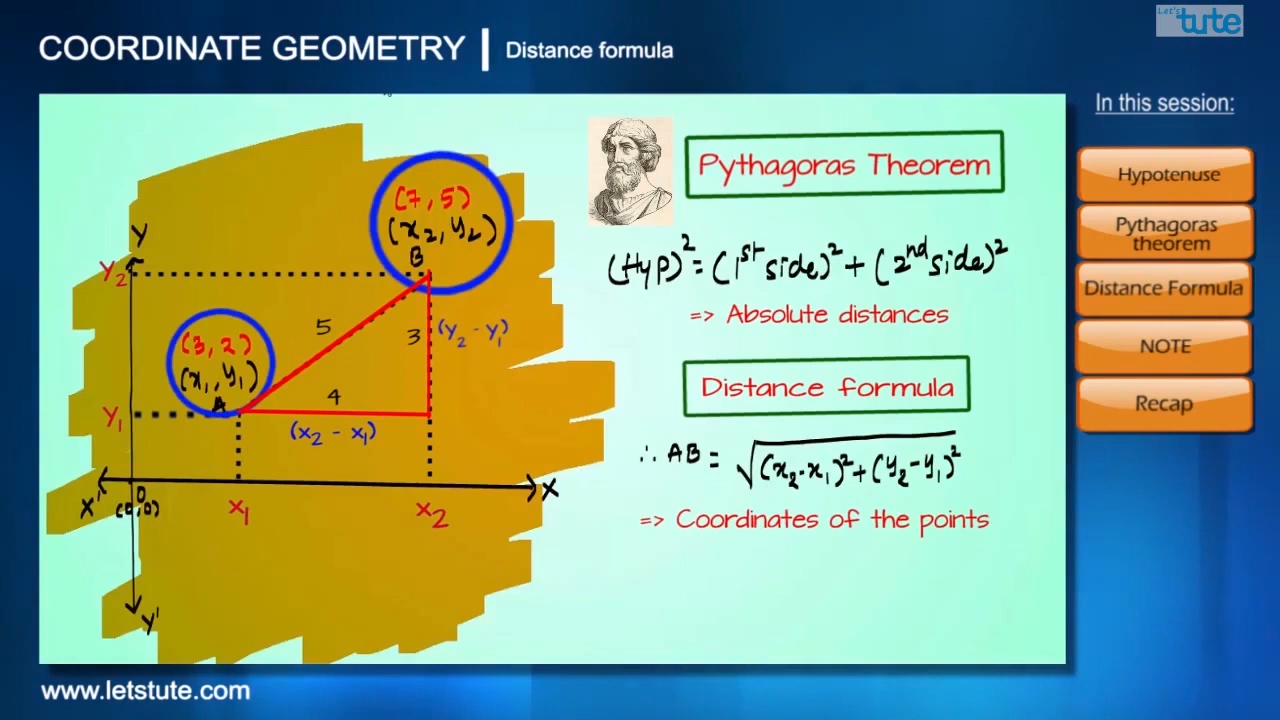 Let's tute
COORDINATE GEOMETRY | Distance formula
In this session:
Hypotenuse
Pythagoras
theorem
Distance Formula
NOTE
Recap
Y
Y₂
(7, 5)
(x₂, y₂)
B
5
3
(Y₂ - Y₁)
(3, 2)
(x₁, y₁)
A
4
Y₁
(X₂ - X₁)
X'
O
(0,0)
X
X₁
X₂
Y'
Pythagoras Theorem
(Hyp)² = (1st side)² + (2nd side)²
=> Absolute distances
Distance formula
∴ AB = √(x₂-x₁)²+(y₂-y₁)²
=> Coordinates of the points
www.letstute.com